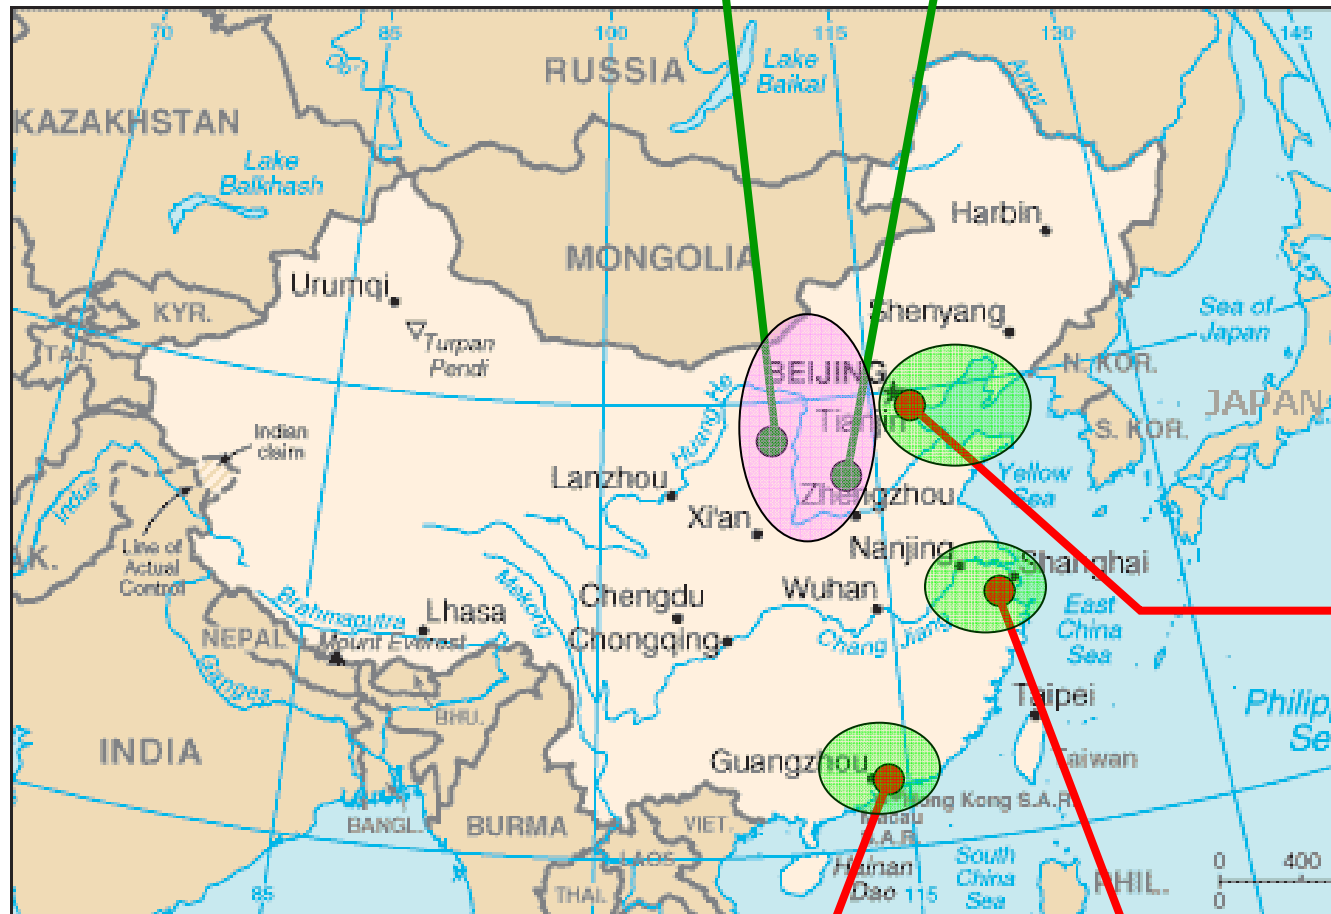 70
85
100
115
130
145
RUSSIA
Lake
Baikal
Amur
KAZAKHSTAN
Lake
Balkhash
Harbin
MONGOLIA
Urumqi
KYR.
Shenyang
Sea of
Japan
TAJ.
Turpan
Pendi
BEIJING
N. KOR.
Huang He
Tianjin
JAPAN
S. KOR.
Indian
claim
Lanzhou
Yellow
Sea
Indus
Zhengzhou
Xi'an
AK.
Line of
Actual
Control
Nanjing
Shanghai
Mekong
Wuhan
Chengdu
Brahmaputra
Lhasa
East
China
Sea
NEPAL
Mount Everest
Chongqing
Chang Jiang
Ganges
Taipei
BHU.
Philip
Se
INDIA
Guangzhou
Taiwan
Hong Kong S.A.R.
Macau
S.A.R.
BANGL.
BURMA
VIET.
LAOS
Hainan
Dao
South
China
Sea
0
400
0
PHIL.
85
THAI.
115